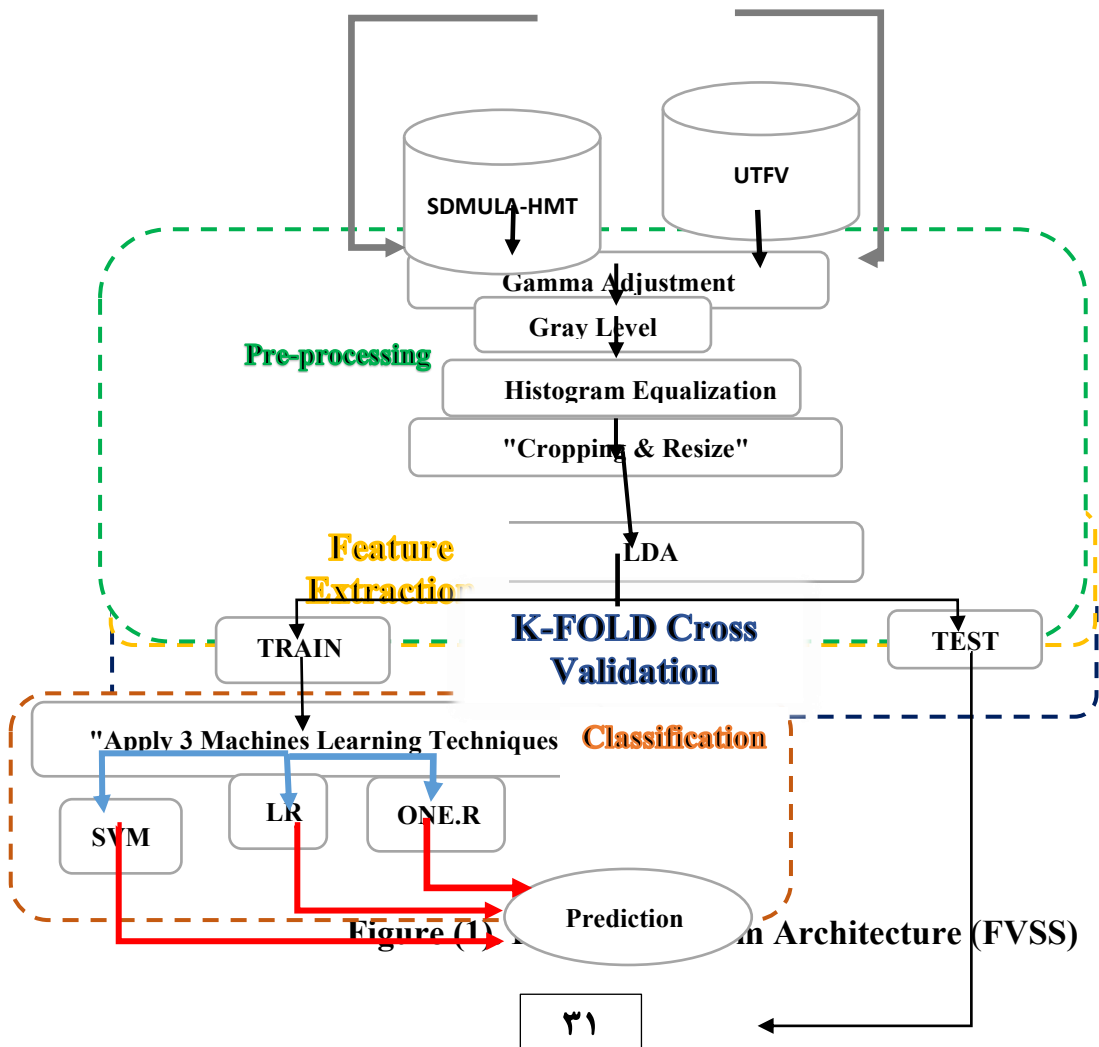 UTFV
SDMULA-HMT
Gamma Adjustment
Gray Level
Pre-processing
Histogram Equalization
"Cropping & Resize"
Feature
Extraction
LDA
K-FOLD Cross
Validation
TRAIN
TEST
"Apply 3 Machines Learning Techniques
Classification
SVM
LR
ONE.R
Prediction
Figure (1) Architecture (FVSS)
٣١